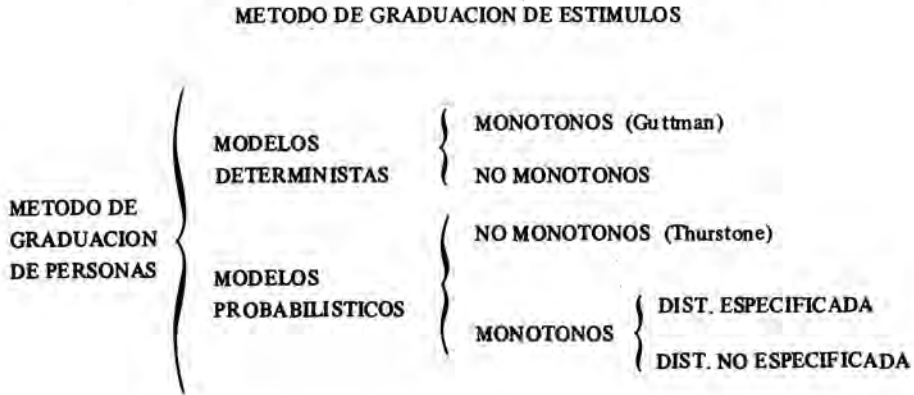 METODO DE GRADUACION DE ESTIMULOS
METODO DE
GRADUACION
DE PERSONAS
MODELOS
DETERMINISTAS
MONOTONOS (Guttman)
NO MONOTONOS
MODELOS
PROBABILISTICOS
NO MONOTONOS (Thurstone)
MONOTONOS
DIST. ESPECIFICADA
DIST. NO ESPECIFICADA